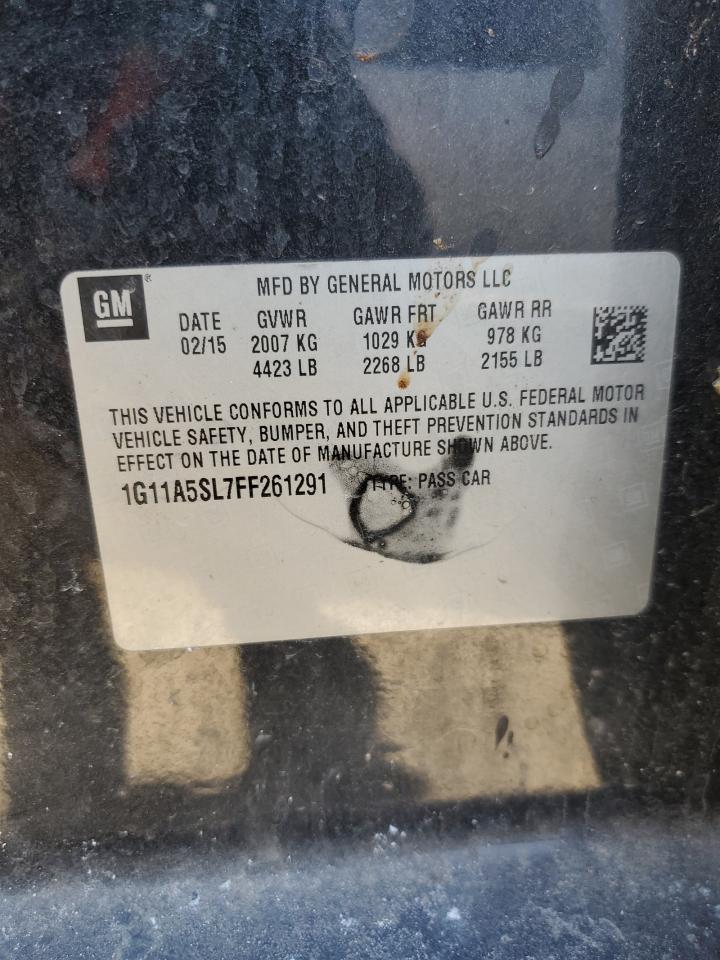 GM® MFD BY GENERAL MOTORS LLC
DATE GVWR GAWR FRT GAWR RR
02/15 2007 KG 1029 KG 978 KG
4423 LB 2268 LB 2155 LB
THIS VEHICLE CONFORMS TO ALL APPLICABLE U.S. FEDERAL MOTOR
VEHICLE SAFETY, BUMPER, AND THEFT PREVENTION STANDARDS IN
EFFECT ON THE DATE OF MANUFACTURE SHOWN ABOVE.
1G11A5SL7FF261291 TYPE: PASS CAR